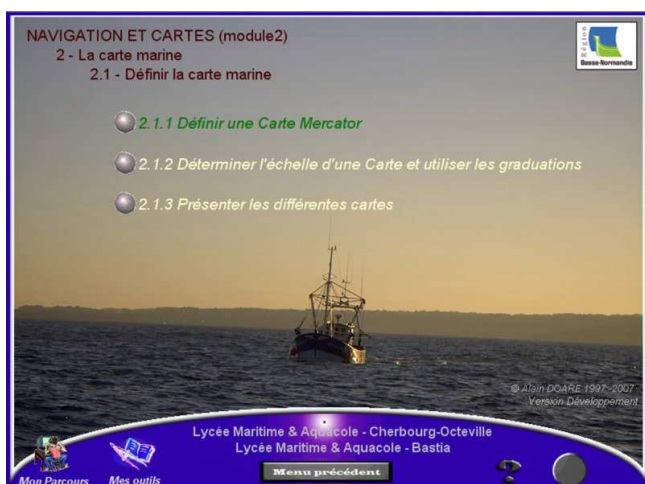 NAVIGATION ET CARTES (module2)
2 - La carte marine
2.1 - Définir la carte marine
Région
Basse-Normandie
2.1.1 Définir une Carte Mercator
2.1.2 Déterminer l'échelle d'une Carte et utiliser les graduations
2.1.3 Présenter les différentes cartes
© Alain DOARE 1997 -2007
Version Développement
Lycée Maritime & Aquacole - Cherbourg-Octeville
Lycée Maritime & Aquacole - Bastia
Menu précédent
?
Mon Parcours
Mes outils